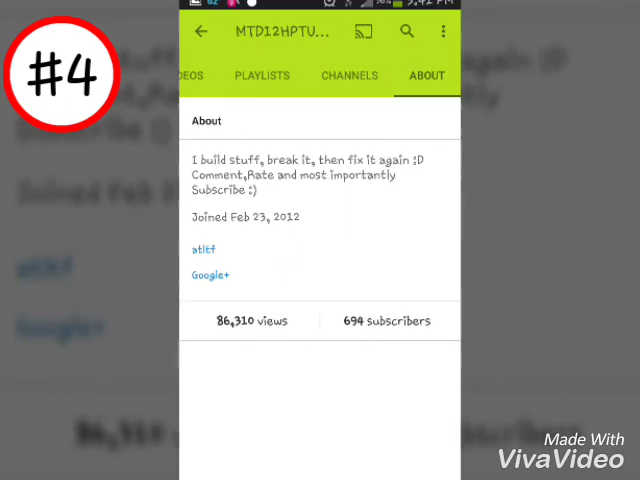 62
#4
MTD12HPTU...
PLAYLISTS
CHANNELS
ABOUT
About
I build stuff, break it, then fix it again ;D
Comment,Rate and most importantly
Subscribe :)
Joined Feb 23, 2012
atltf
Google+
86,310 views
694 subscribers
Made With
VivaVideo